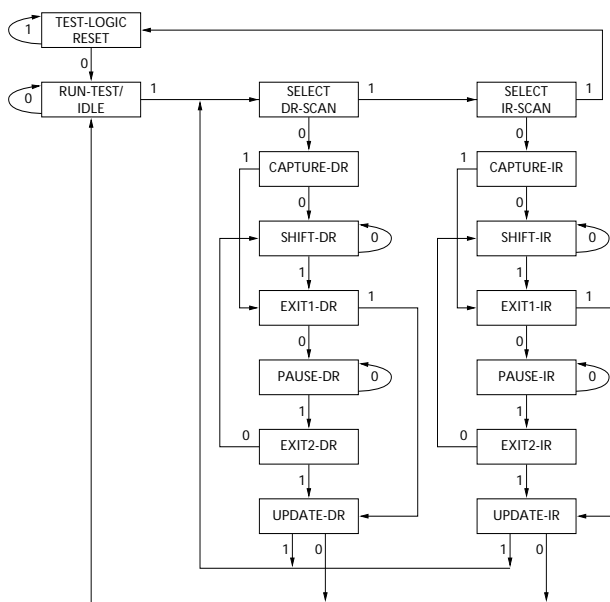 TEST-LOGIC
RESET
1
0
RUN-TEST/
IDLE
0
1
SELECT
DR-SCAN
1
SELECT
IR-SCAN
1
0
0
1
CAPTURE-DR
1
CAPTURE-IR
0
0
SHIFT-DR
0
SHIFT-IR
0
1
1
EXIT1-DR
1
EXIT1-IR
1
0
0
PAUSE-DR
0
PAUSE-IR
0
1
1
0
EXIT2-DR
0
EXIT2-IR
1
1
UPDATE-DR
UPDATE-IR
1
0
1
0